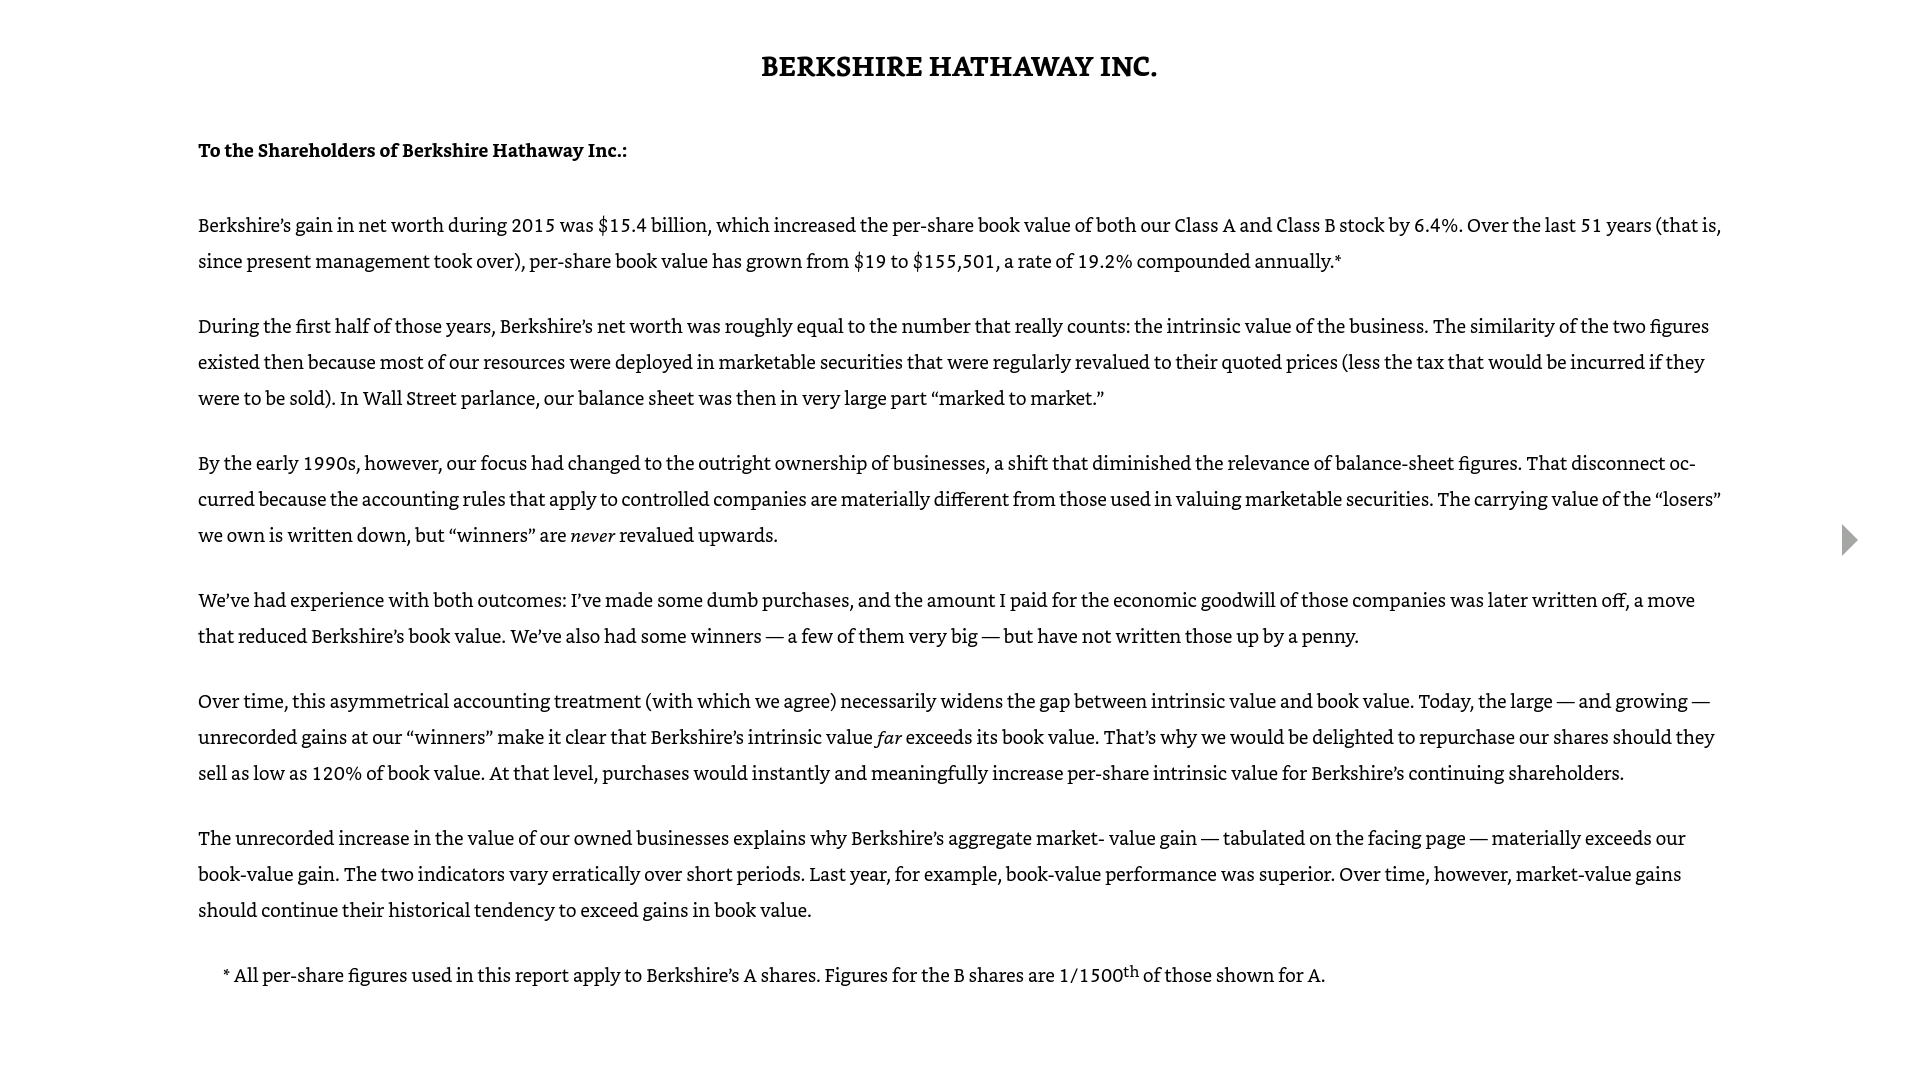 BERKSHIRE HATHAWAY INC.
To the Shareholders of Berkshire Hathaway Inc.:
Berkshire’s gain in net worth during 2015 was $15.4 billion, which increased the per-share book value of both our Class A and Class B stock by 6.4%. Over the last 51 years (that is,
since present management took over), per-share book value has grown from $19 to $155,501, a rate of 19.2% compounded annually.*
During the first half of those years, Berkshire’s net worth was roughly equal to the number that really counts: the intrinsic value of the business. The similarity of the two figures
existed then because most of our resources were deployed in marketable securities that were regularly revalued to their quoted prices (less the tax that would be incurred if they
were to be sold). In Wall Street parlance, our balance sheet was then in very large part “marked to market.”
By the early 1990s, however, our focus had changed to the outright ownership of businesses, a shift that diminished the relevance of balance-sheet figures. That disconnect oc-
curred because the accounting rules that apply to controlled companies are materially different from those used in valuing marketable securities. The carrying value of the “losers”
we own is written down, but “winners” are never revalued upwards.
We’ve had experience with both outcomes: I’ve made some dumb purchases, and the amount I paid for the economic goodwill of those companies was later written off, a move
that reduced Berkshire’s book value. We’ve also had some winners — a few of them very big — but have not written those up by a penny.
Over time, this asymmetrical accounting treatment (with which we agree) necessarily widens the gap between intrinsic value and book value. Today, the large — and growing —
unrecorded gains at our “winners” make it clear that Berkshire’s intrinsic value far exceeds its book value. That’s why we would be delighted to repurchase our shares should they
sell as low as 120% of book value. At that level, purchases would instantly and meaningfully increase per-share intrinsic value for Berkshire’s continuing shareholders.
The unrecorded increase in the value of our owned businesses explains why Berkshire’s aggregate market- value gain — tabulated on the facing page — materially exceeds our
book-value gain. The two indicators vary erratically over short periods. Last year, for example, book-value performance was superior. Over time, however, market-value gains
should continue their historical tendency to exceed gains in book value.
* All per-share figures used in this report apply to Berkshire’s A shares. Figures for the B shares are 1/1500th of those shown for A.